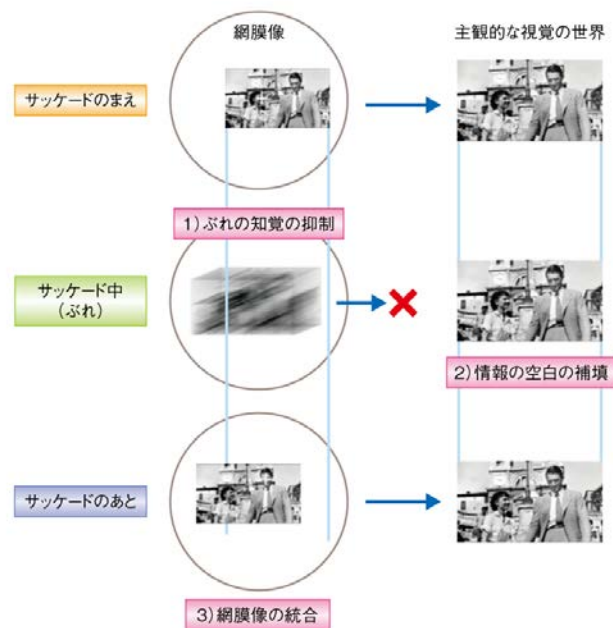 網膜像
主観的な視覚の世界
サッケードのまえ
1)ぶれの知覚の抑制
サッケード中
(ぶれ)
2)情報の空白の補填
サッケードのあと
3)網膜像の統合